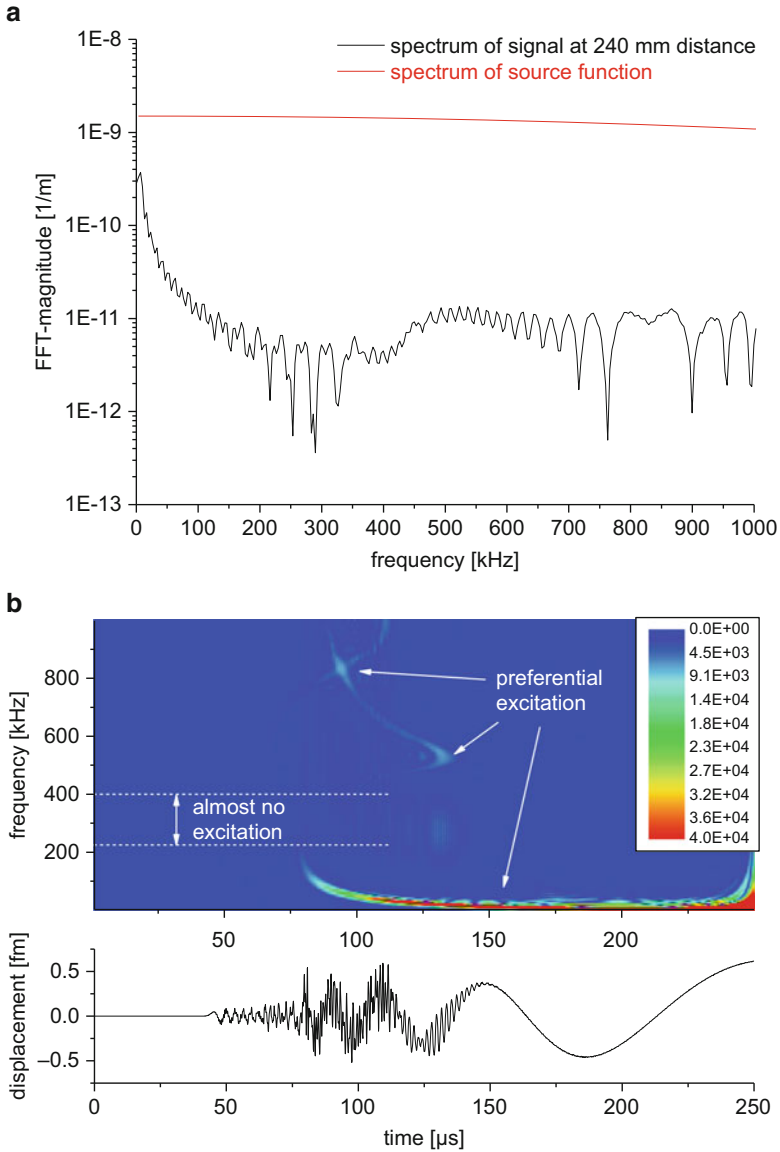 a
spectrum of signal at 240 mm distance
spectrum of source function
1E-8
1E-9
1E-10
1E-11
1E-12
1E-13
FFT-magnitude [1/m]
0 100 200 300 400 500 600 700 800 900 1000
frequency [kHz]
b
800
600
400
200
frequency [kHz]
preferential
excitation
almost no
excitation
0.0E+00
4.5E+03
9.1E+03
1.4E+04
1.8E+04
2.3E+04
2.7E+04
3.2E+04
3.6E+04
4.0E+04
50 100 150 200
displacement [fm]
0.5
0.0
−0.5
0 50 100 150 200 250
time [µs]